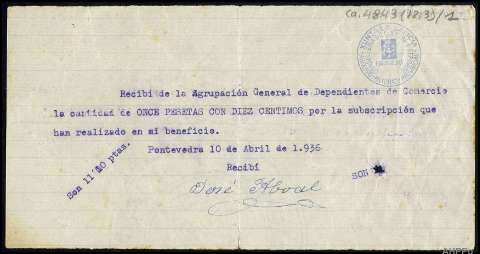 Ca.4843(12.3)/-1
Recibí de la Agrupación General de Dependientes de Comercio
la cantidad de ONCE PESETAS CON DIEZ CENTIMOS por la subscripción que
han realizado en mi beneficio.
Pontevedra 10 de Abril de 1.936
Recibí
Son 11'10 ptas.
SON
José